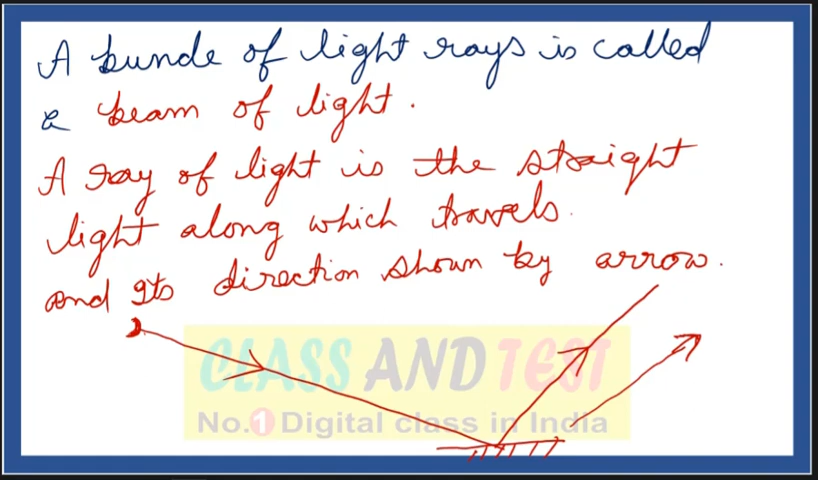 A bunde of light rays is called
a beam of light.
A ray of light is the straight
light along which travels.
and Its direction shown by arrow.
CLASS AND TEST
No.1 Digital class in India